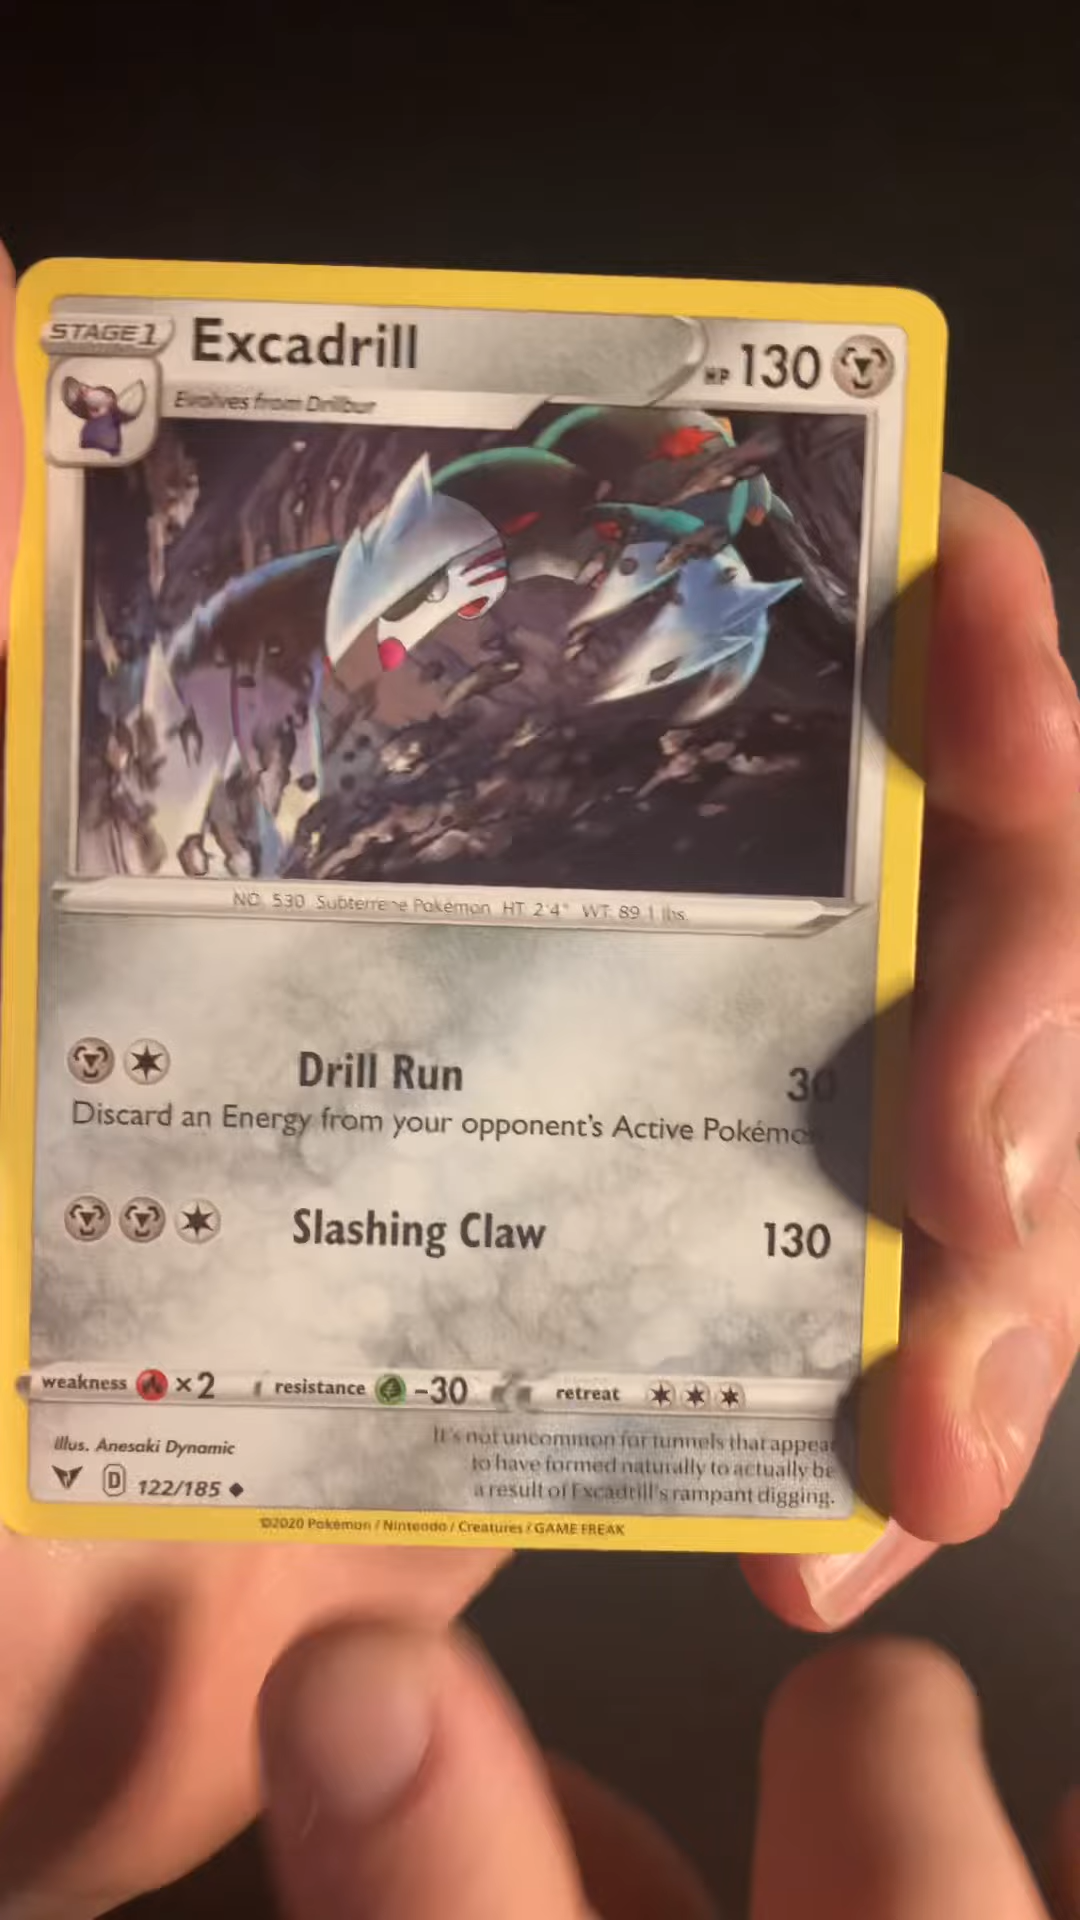 STAGE 1
Excadrill
HP 130
Evolves from Drilbur
NO. 530 Subterrene Pokémon HT: 2'4" WT: 89.1 lbs.
Drill Run 30
Discard an Energy from your opponent's Active
Slashing Claw 130
weakness ×2 resistance -30 retreat
Illus. Anesaki Dynamic
D 122/185
It's not uncommon for tunnels that appear
to have formed naturally to actually be
a result of Excadrill's rampant digging.
©2020 Pokémon / Nintendo / Creatures / GAME FREAK